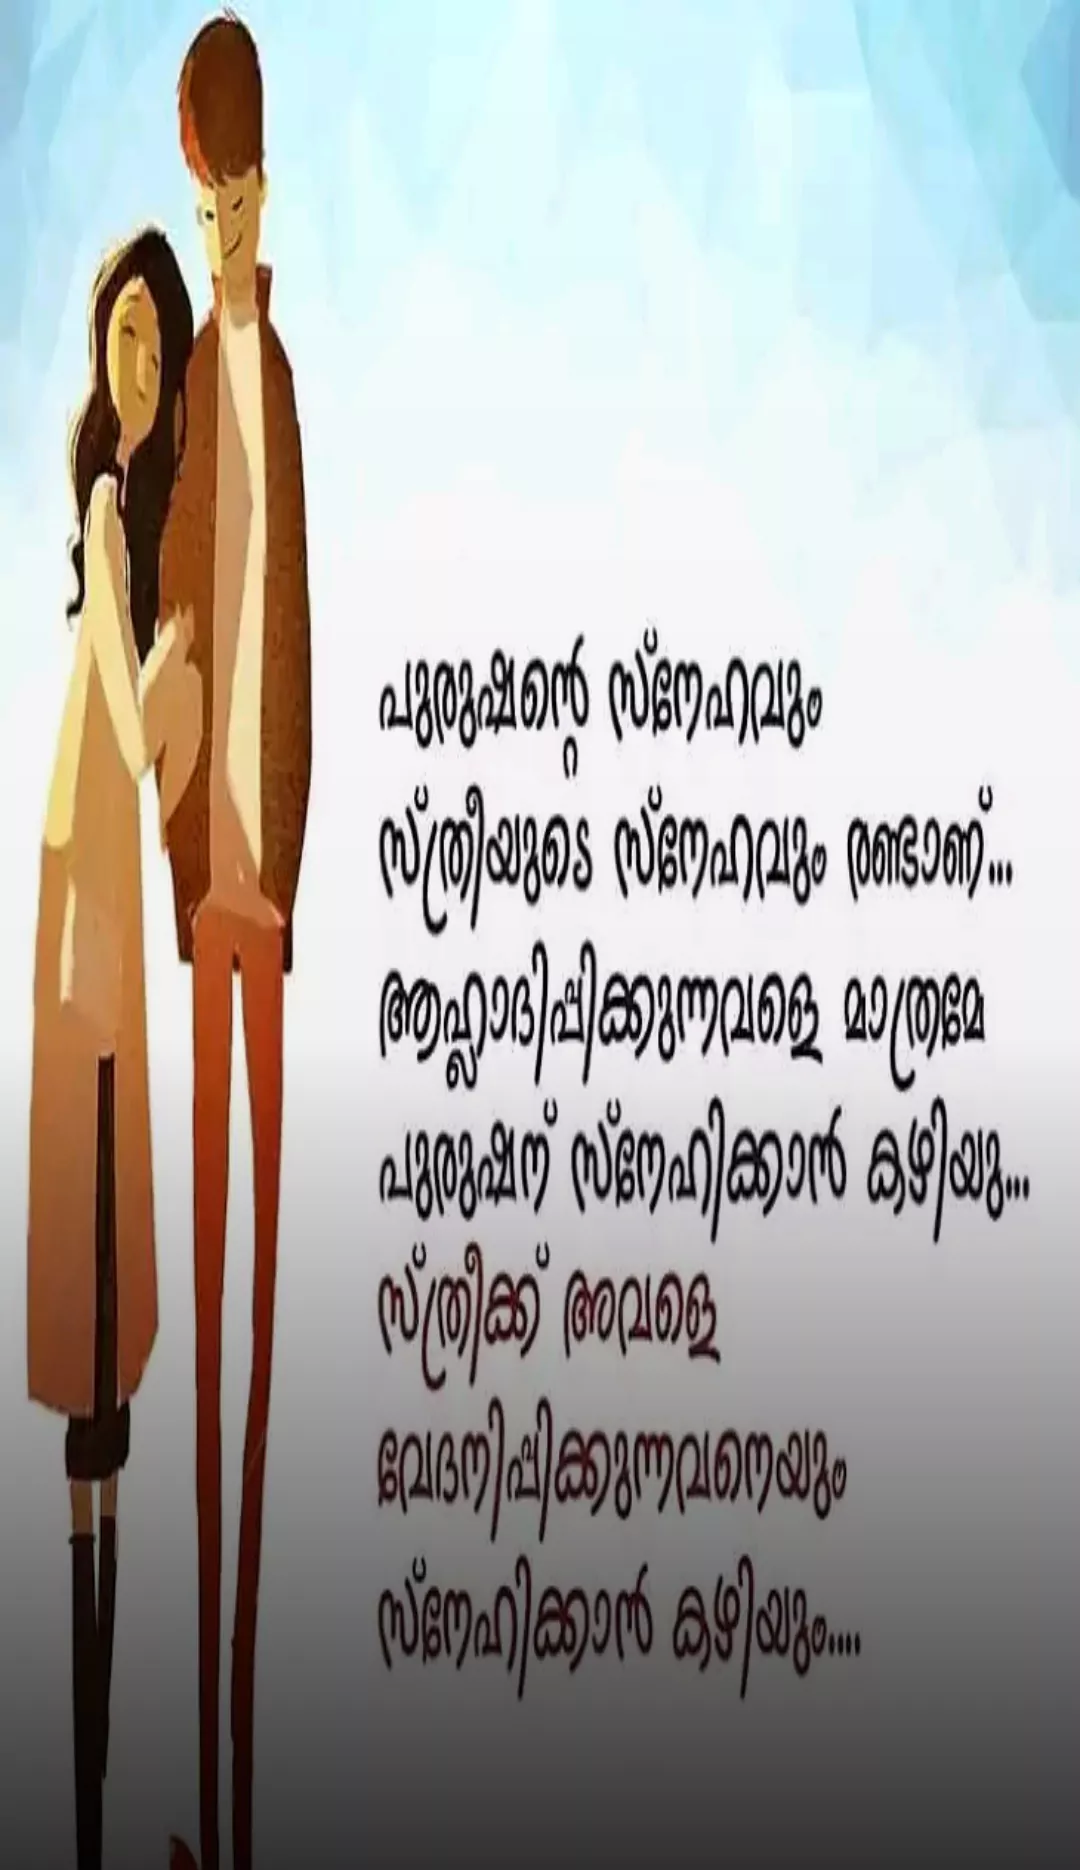 പുരുഷന്റെ സ്നേഹവും
സ്ത്രീയുടെ സ്നേഹവും രണ്ടാണ്...
ആഹ്ലാദിപ്പിക്കുന്നവളെ മാത്രമേ
പുരുഷന് സ്നേഹിക്കാൻ കഴിയു...
സ്ത്രീക്ക് അവളെ
വേദനിപ്പിക്കുന്നവനെയും
സ്നേഹിക്കാൻ കഴിയും....